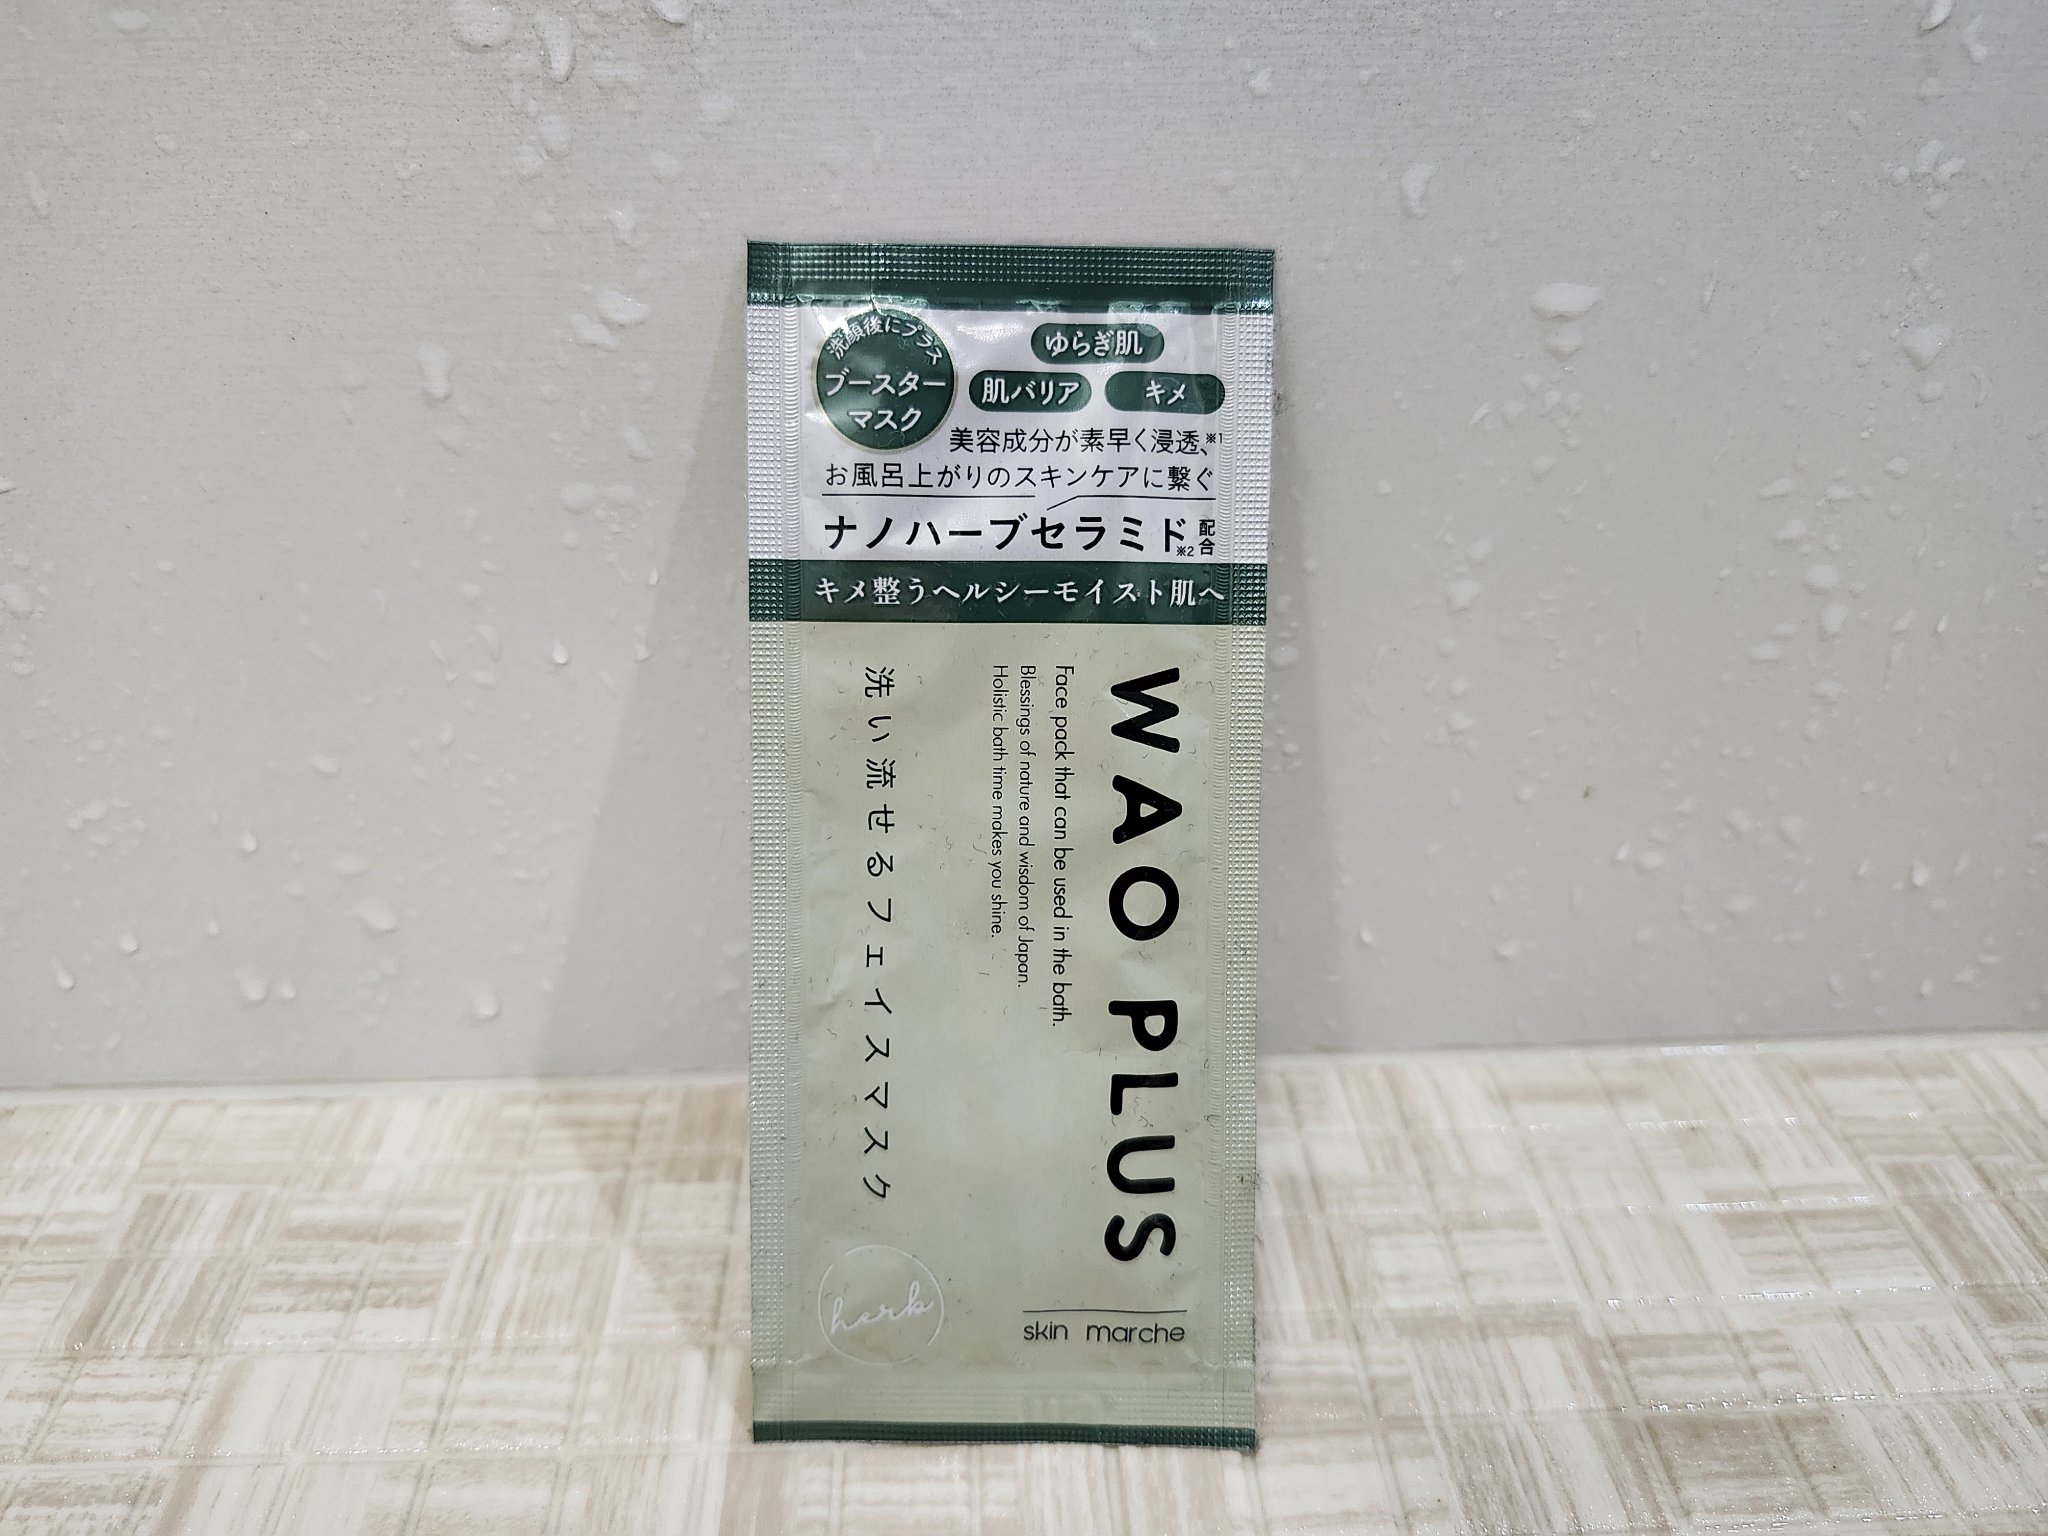 洗顔後にプラス
ブースター
マスク
ゆらぎ肌
肌バリア
キメ
美容成分が素早く浸透、※1
お風呂上がりのスキンケアに繋ぐ
ナノハーブセラミド※2配合
キメ整うヘルシーモイスト肌へ
WAO PLUS
Face pack that can be used in the bath.
Blessings of nature and wisdom of Japan.
Holistic bath time makes you shine.
洗い流せるフェイスマスク
herb
skin marche